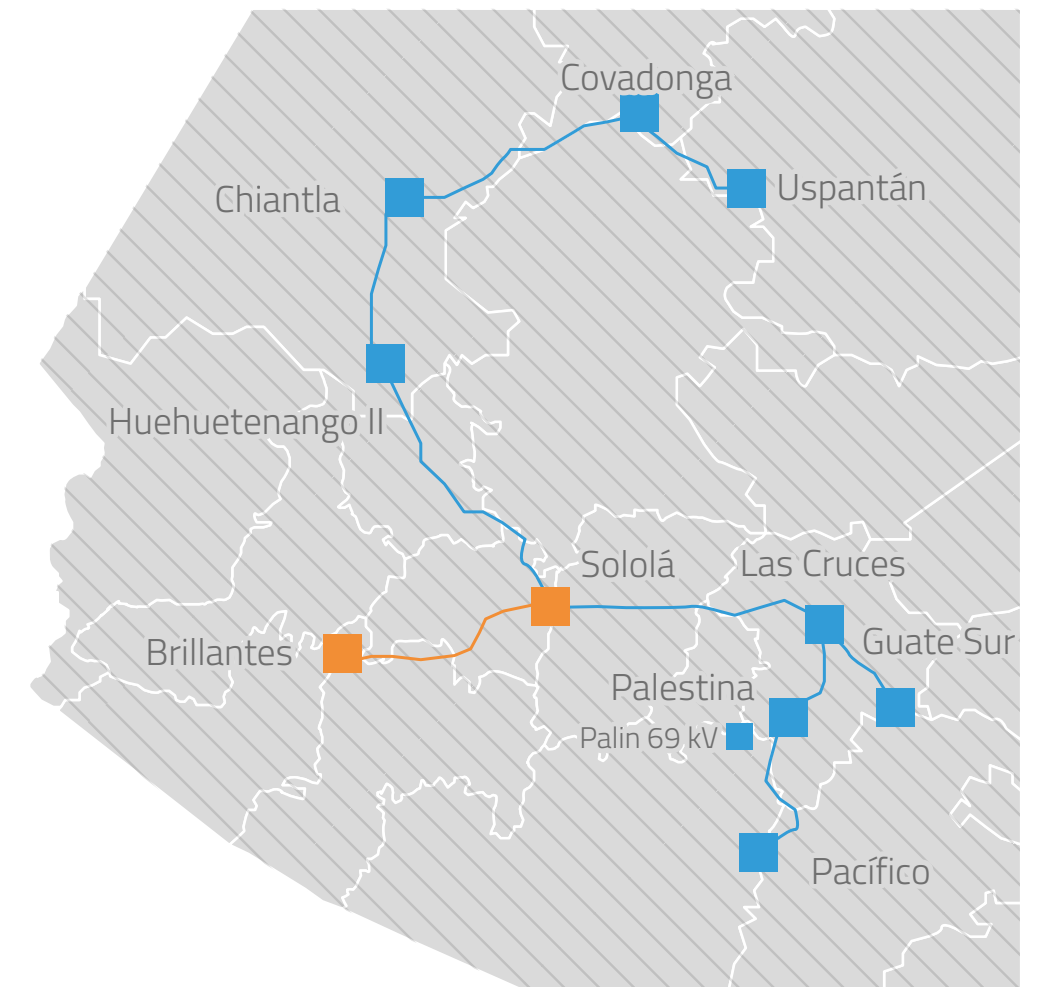 Covadonga
Uspantán
Chiantla
Huehuetenango II
Sololá
Las Cruces
Guate Sur
Brillantes
Palestina
Palin 69 kV
Pacífico